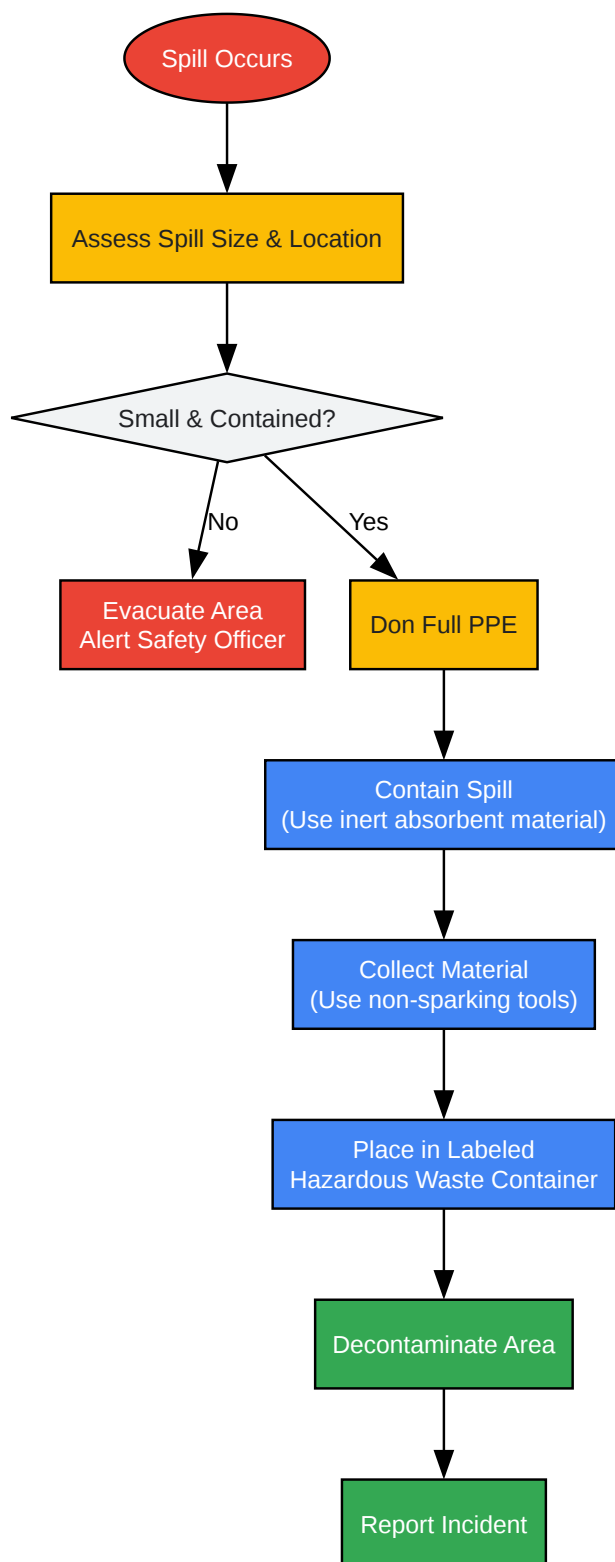 Spill Occurs
Assess Spill Size & Location
Small & Contained?
No
Yes
Evacuate Area
Alert Safety Officer
Don Full PPE
Contain Spill
(Use inert absorbent material)
Collect Material
(Use non-sparking tools)
Place in Labeled
Hazardous Waste Container
Decontaminate Area
Report Incident